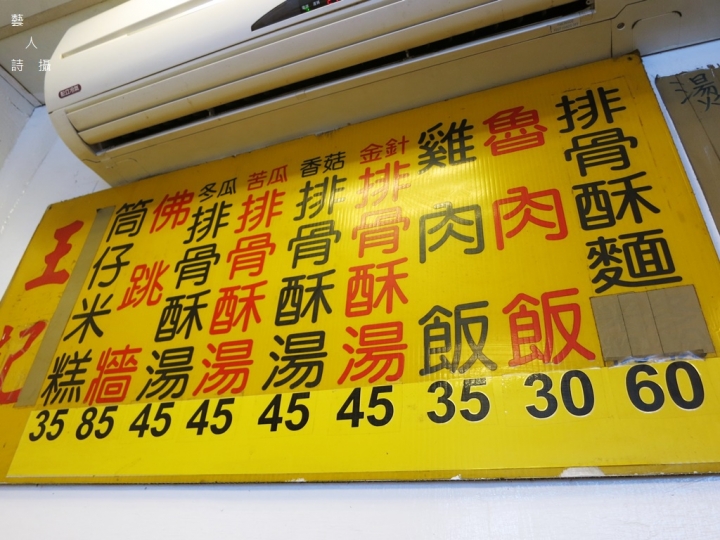 藝人詩攝
排骨酥麵 60
魯肉飯 30
雞肉飯 35
金針排骨酥湯 45
香菇排骨酥湯 45
苦瓜排骨酥湯 45
冬瓜排骨酥湯 45
佛跳牆 85
筒仔米糕 35
王記
湯